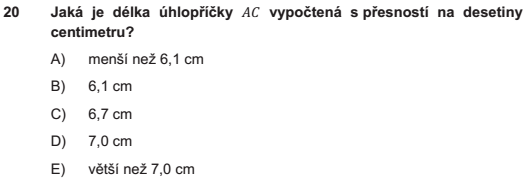 20 Jaká je délka úhlopříčky AC vypočtená s přesností na desetiny
centimetru?
A) menší než 6,1 cm
B) 6,1 cm
C) 6,7 cm
D) 7,0 cm
E) větší než 7,0 cm